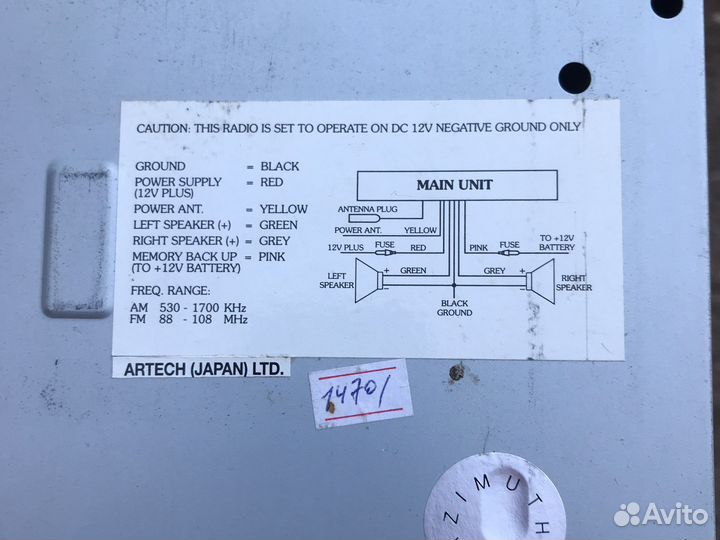 CAUTION: THIS RADIO IS SET TO OPERATE ON DC 12V NEGATIVE GROUND ONLY
GROUND = BLACK
POWER SUPPLY = RED
(12V PLUS)
POWER ANT. = YELLOW
LEFT SPEAKER (+) = GREEN
RIGHT SPEAKER (+) = GREY
MEMORY BACK UP = PINK
(TO +12V BATTERY)
FREQ. RANGE:
AM 530 - 1700 KHz
FM 88 - 108 MHz
MAIN UNIT
ANTENNA PLUG
POWER ANT. YELLOW
12V PLUS FUSE RED PINK FUSE TO +12V
BATTERY
LEFT
SPEAKER
+ GREEN GREY +
RIGHT
SPEAKER
− −
BLACK
GROUND
ARTECH (JAPAN) LTD.
1470/
ZIMUTH
Avito